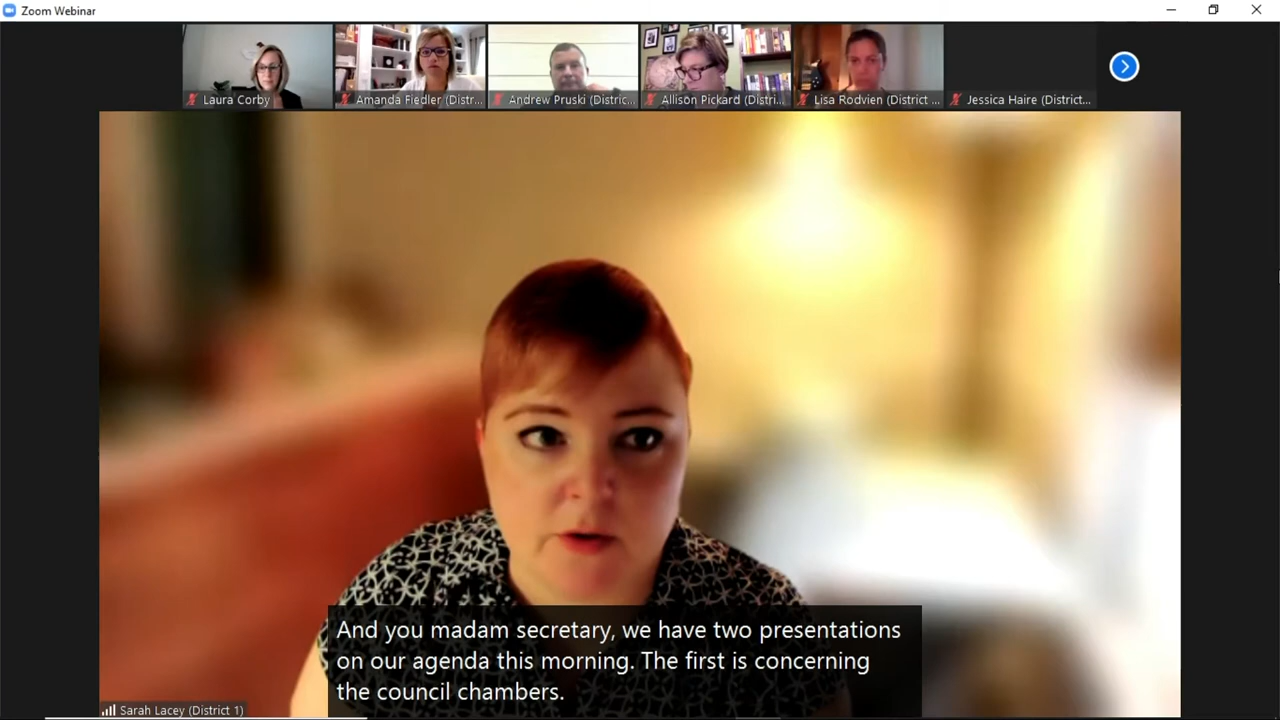 Zoom Webinar
Laura Corby
Amanda Fiedler (Distr...
Andrew Pruski (Distric...
Allison Pickard (Distri...
Lisa Rodvien (District ...
Jessica Haire (District...
And you madam secretary, we have two presentations
on our agenda this morning. The first is concerning
the council chambers.
Sarah Lacey (District 1)